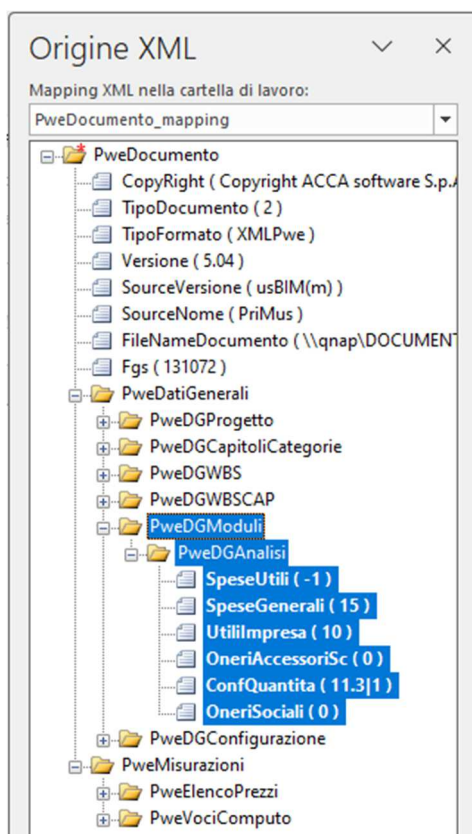 Origine XML
Mapping XML nella cartella di lavoro:
PweDocumento_mapping
PweDocumento
CopyRight ( Copyright ACCA software S.p.A
TipoDocumento ( 2 )
TipoFormato ( XMLPwe )
Versione ( 5.04 )
SourceVersione ( usBIM(m) )
SourceNome ( PriMus )
FileNameDocumento ( \\qnap\DOCUMENT
Fgs ( 131072 )
PweDatiGenerali
PweDGProgetto
PweDGCapitoliCategorie
PweDGWBS
PweDGWBSCAP
PweDGModuli
PweDGAnalisi
SpeseUtili ( -1 )
SpeseGenerali ( 15 )
UtiliImpresa ( 10 )
OneriAccessoriSc ( 0 )
ConfQuantita ( 11.3|1 )
OneriSociali ( 0 )
PweDGConfigurazione
PweMisurazioni
PweElencoPrezzi
PweVociComputo